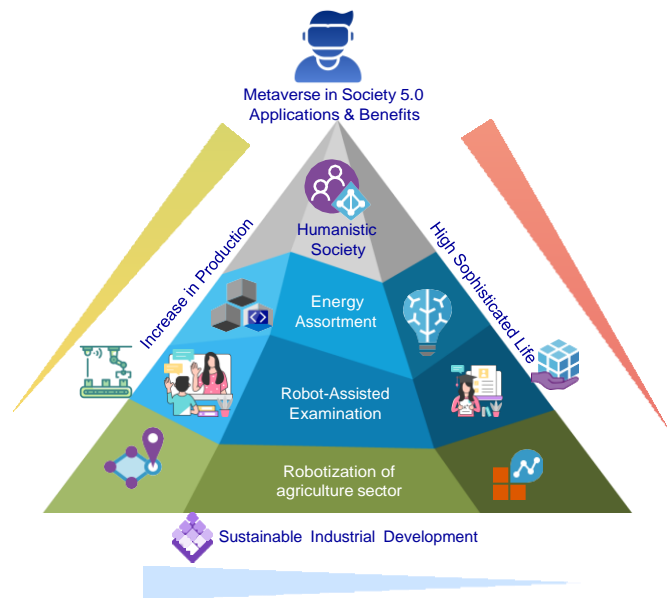 Metaverse in Society 5.0
Applications & Benefits
Humanistic
Society
Increase in Production
High Sophisticated Life
Energy
Assortment
Robot-Assisted
Examination
Robotization of
agriculture sector
Sustainable Industrial Development